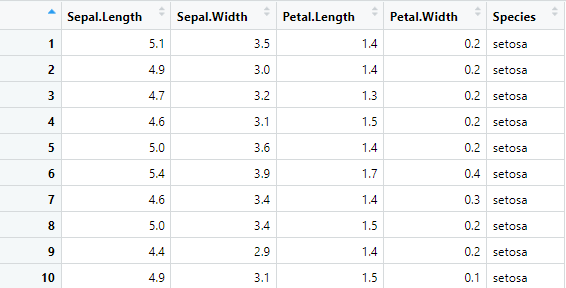 Sepal.Length Sepal.Width Petal.Length Petal.Width Species
1 5.1 3.5 1.4 0.2 setosa
2 4.9 3.0 1.4 0.2 setosa
3 4.7 3.2 1.3 0.2 setosa
4 4.6 3.1 1.5 0.2 setosa
5 5.0 3.6 1.4 0.2 setosa
6 5.4 3.9 1.7 0.4 setosa
7 4.6 3.4 1.4 0.3 setosa
8 5.0 3.4 1.5 0.2 setosa
9 4.4 2.9 1.4 0.2 setosa
10 4.9 3.1 1.5 0.1 setosa